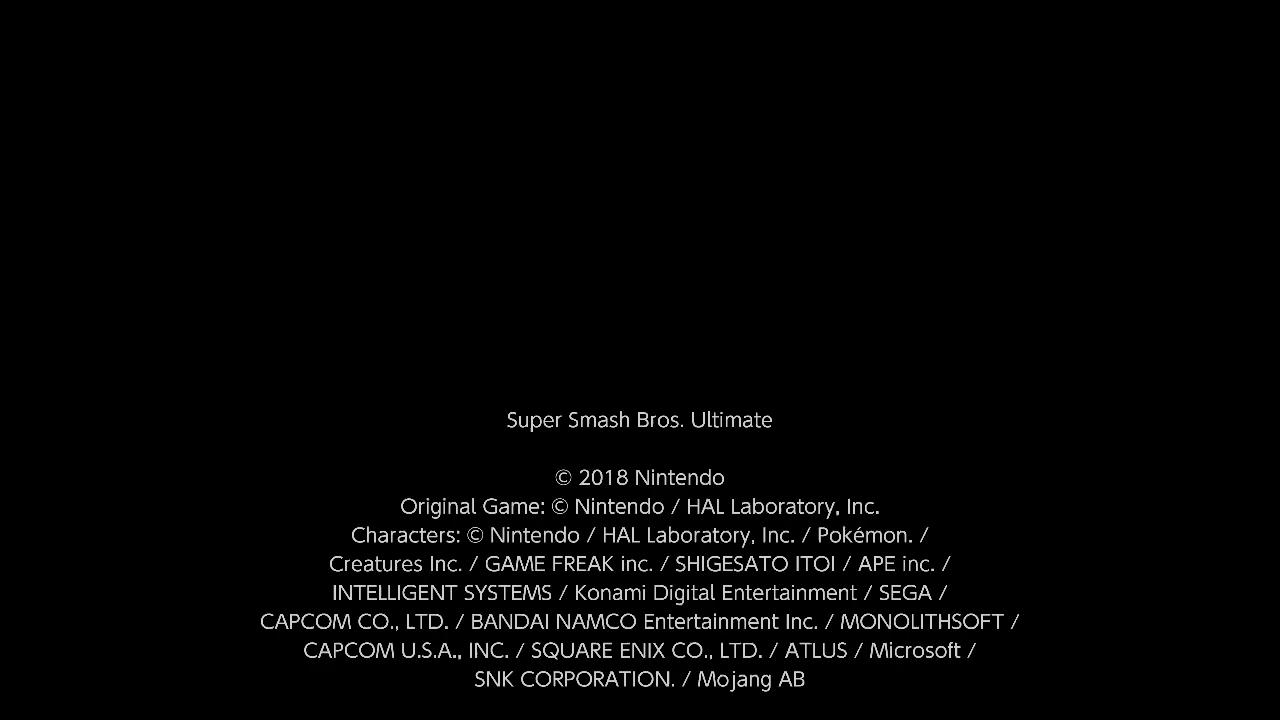 Super Smash Bros. Ultimate
© 2018 Nintendo
Original Game: © Nintendo / HAL Laboratory, Inc.
Characters: © Nintendo / HAL Laboratory, Inc. / Pokémon. /
Creatures Inc. / GAME FREAK inc. / SHIGESATO ITOI / APE inc. /
INTELLIGENT SYSTEMS / Konami Digital Entertainment / SEGA /
CAPCOM CO., LTD. / BANDAI NAMCO Entertainment Inc. / MONOLITHSOFT /
CAPCOM U.S.A., INC. / SQUARE ENIX CO., LTD. / ATLUS / Microsoft /
SNK CORPORATION. / Mojang AB